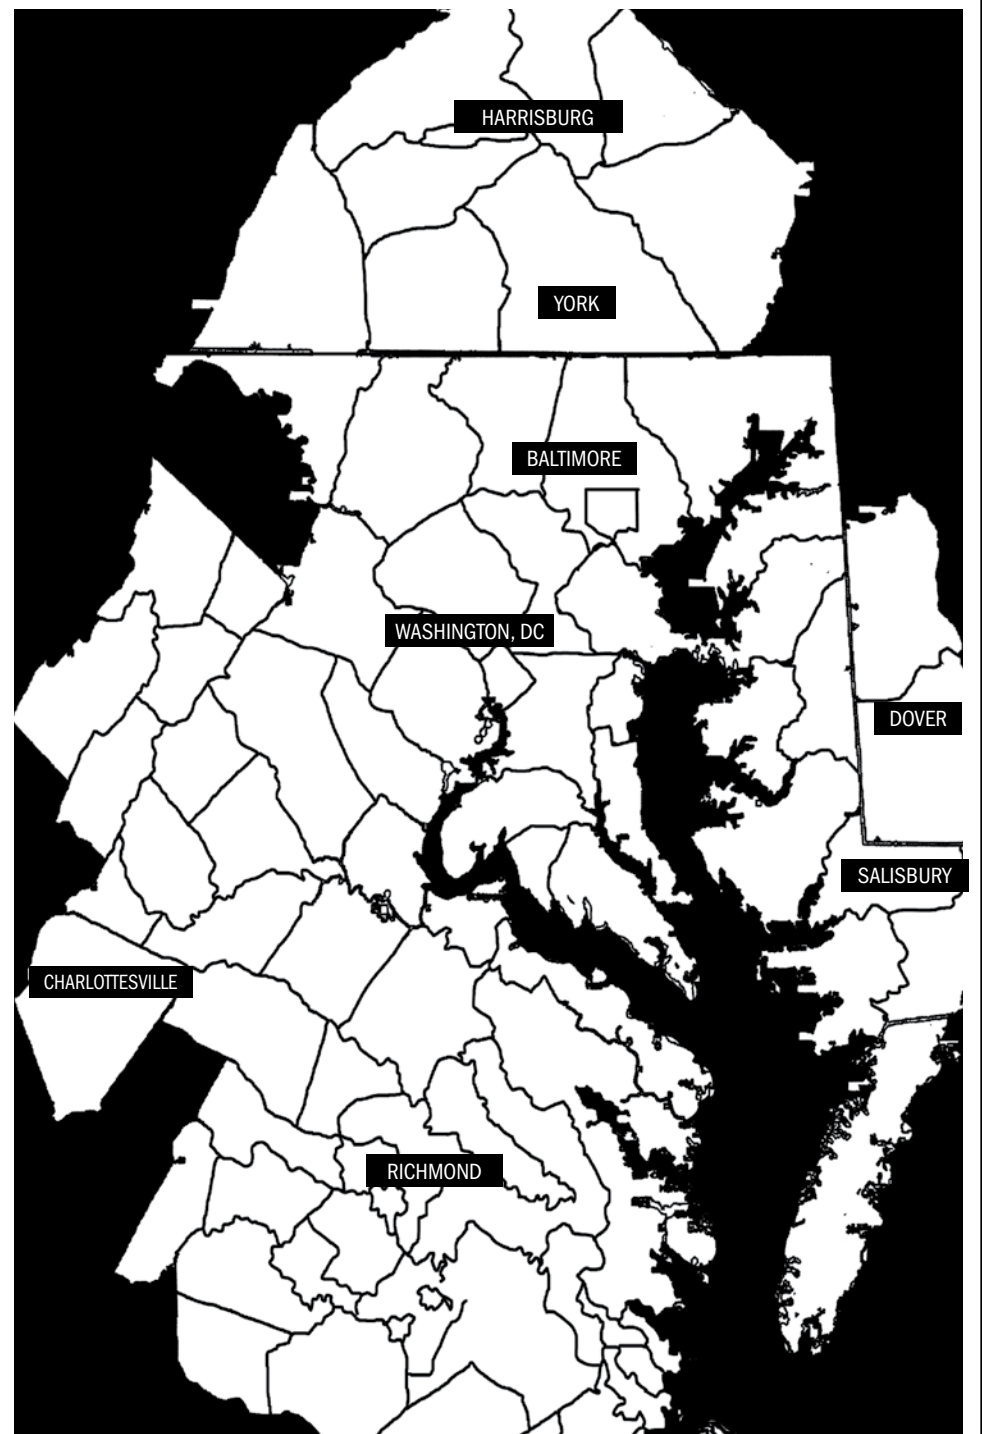 HARRISBURG
YORK
BALTIMORE
WASHINGTON, DC
DOVER
SALISBURY
CHARLOTTESVILLE
RICHMOND